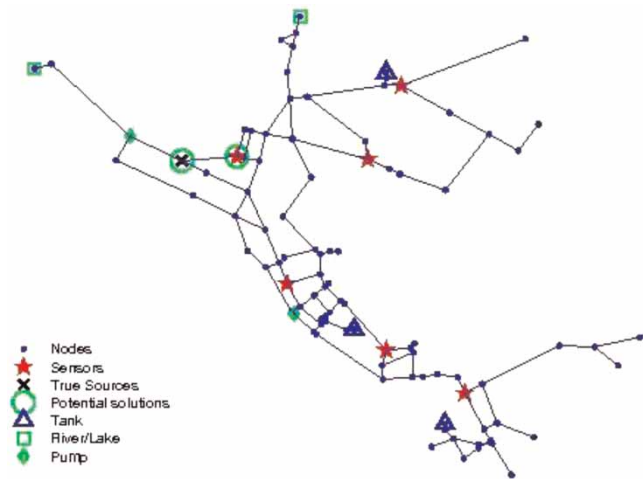 Nodes
Sensors
True Sources
Potential solutions
Tank
River/Lake
Pump